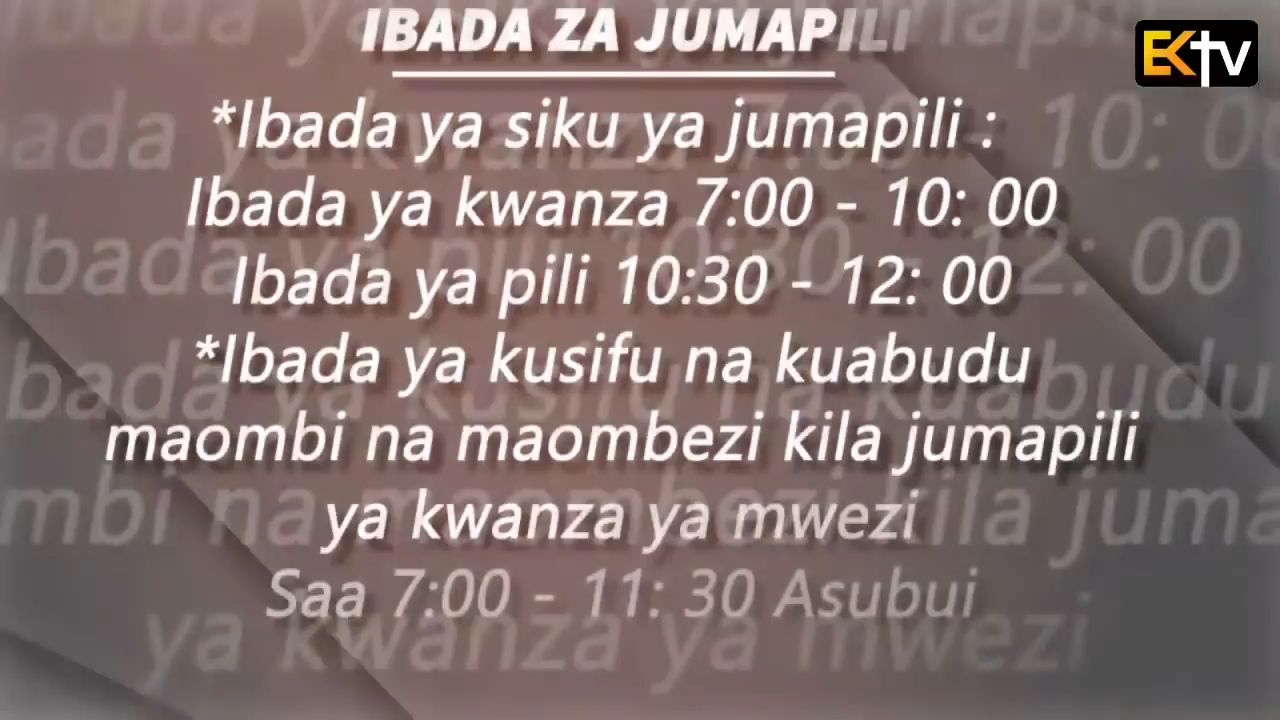 IBADA ZA JUMAPILI
EKTV
*Ibada ya siku ya jumapili :
Ibada ya kwanza 7:00 - 10: 00
Ibada ya pili 10:30 - 12: 00
*Ibada ya kusifu na kuabudu
maombi na maombezi kila jumapili
ya kwanza ya mwezi
Saa 7:00 - 11: 30 Asubui